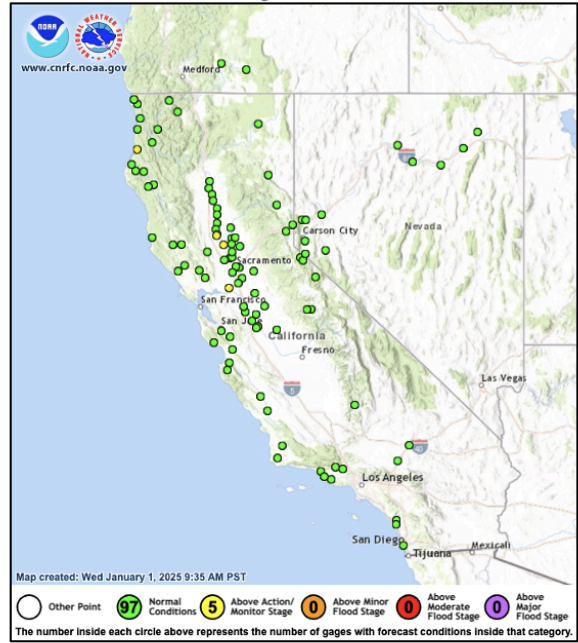 NOAA
NATIONAL WEATHER SERVICE
www.cnrfc.noaa.gov
Medford
Carson City
Nevada
Sacramento
San Francisco
San Jose
California
Fresno
5
Las Vegas
40
Los Angeles
San Diego
Tijuana
Mexicali
Map created: Wed January 1, 2025 9:35 AM PST
Other Point
97 Normal Conditions
5 Above Action/ Monitor Stage
0 Above Minor Flood Stage
0 Above Moderate Flood Stage
0 Above Major Flood Stage
The number inside each circle above represents the number of gages with forecast conditions inside that category.